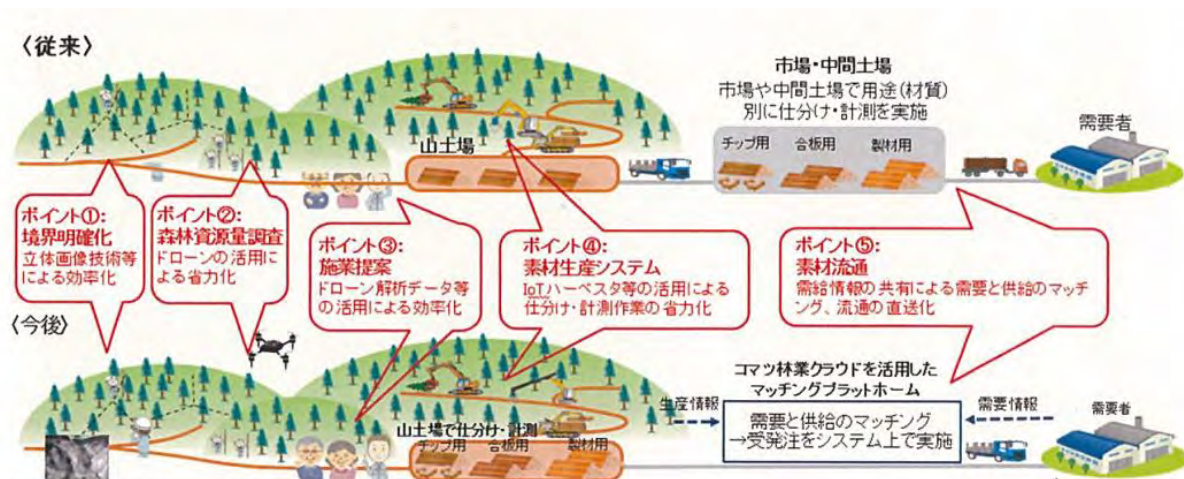 〈従来〉
市場・中間土場
市場や中間土場で用途(材質)
別に仕分け・計測を実施
需要者
山土場
チップ用
合板用
製材用
ポイント①:
境界明確化
立体画像技術等
による効率化
ポイント②:
森林資源量調査
ドローンの活用に
よる省力化
ポイント③:
施業提案
ドローン解析データ等
の活用による効率化
ポイント④:
素材生産システム
IoTハーベスタ等の活用による
仕分け・計測作業の省力化
ポイント⑤:
素材流通
需給情報の共有による需要と供給のマッチ
ング、流通の直送化
〈今後〉
コマツ林業クラウドを活用した
マッチングプラットホーム
生産情報
需要と供給のマッチング
→受発注をシステム上で実施
需要情報
需要者
山土場で仕分け・計測
チップ用
合板用
製材用